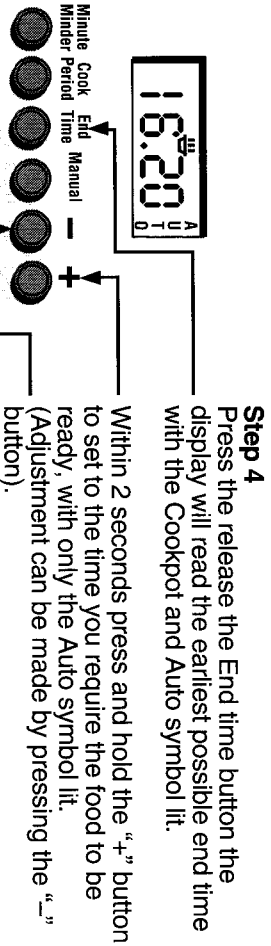 16.20
AUTO
Minute Minder
Cook Period
End Time
Manual
–
+
Step 4
Press the release the End time button the
display will read the earliest possible end time
with the Cookpot and Auto symbol lit.
Within 2 seconds press and hold the “+” button
to set to the time you require the food to be
ready, with only the Auto symbol lit.
(Adjustment can be made by pressing the “–”
button).